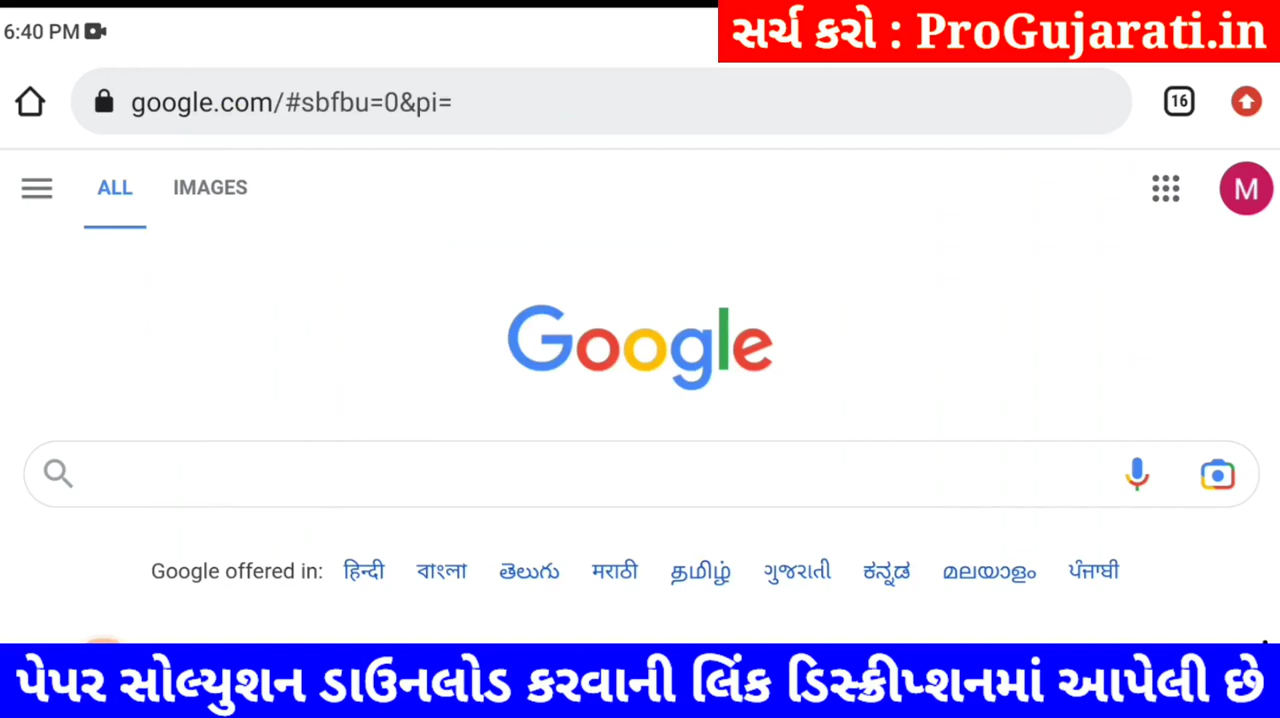 6:40 PM
સર્ચ કરો : ProGujarati.in
google.com/#sbfbu=0&pi=
16
ALL IMAGES
M
Google
Google offered in: हिन्दी বাংলা తెలుగు मराठी தமிழ் ગુજરાતી ಕನ್ನಡ മലയാളം ਪੰਜਾਬੀ
પેપર સોલ્યુશન ડાઉનલોડ કરવાની લિંક ડિસ્ક્રીપ્શનમાં આપેલી છે